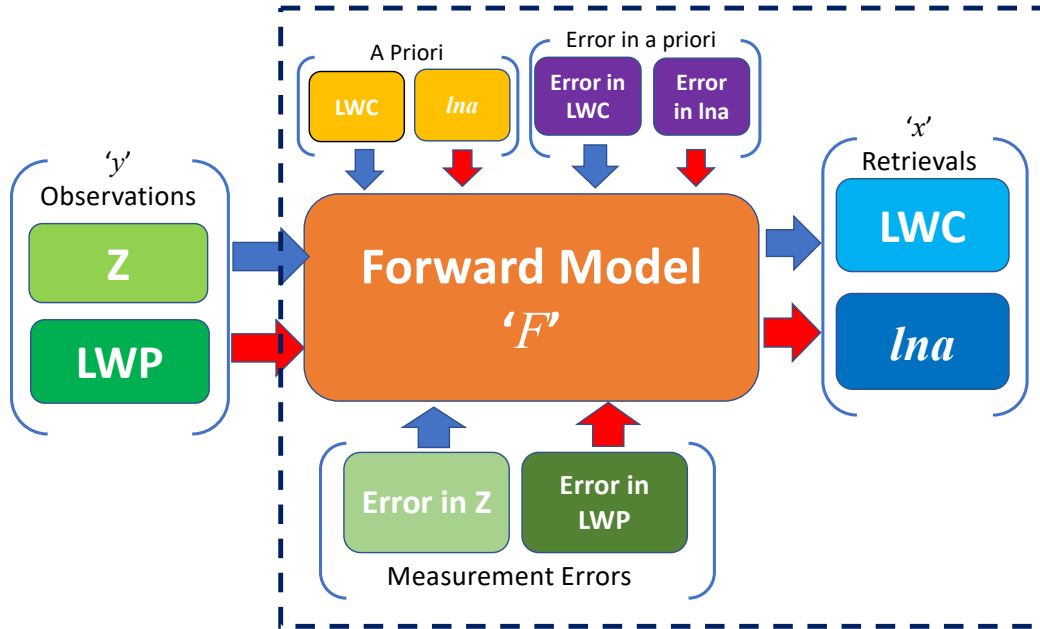 A Priori
LWC
lna
Error in a priori
Error in
LWC
Error
in lna
‘y’
Observations
Z
LWP
Forward Model
‘F’
‘x’
Retrievals
LWC
lna
Error in Z
Error in
LWP
Measurement Errors